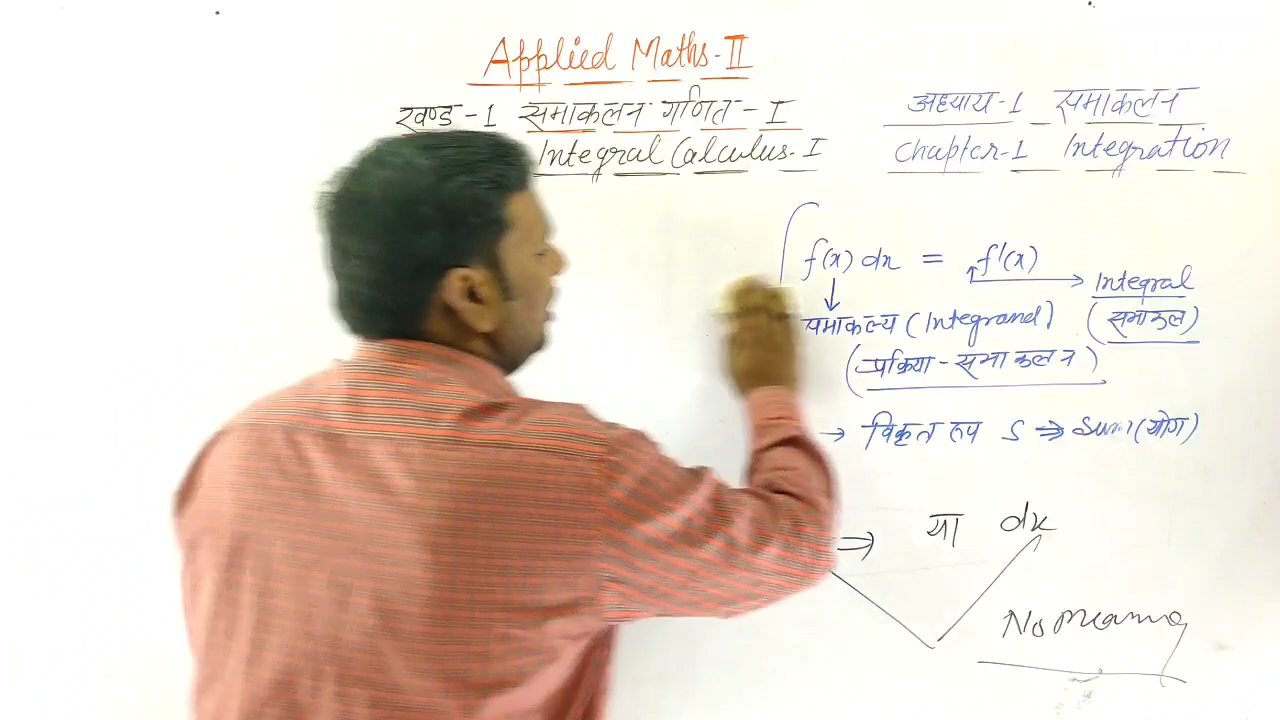 Applied Maths-II
खण्ड-1 समाकलन गणित-I
Integral Calculus-I
अध्याय-1 समाकलन
Chapter-1 Integration
∫f(x) dx = f'(x)
Integral
समाकल्य (Integrand) (समाकल)
(प्रक्रिया-समाकलन)
→ विकृत रूप S ⇒ Sum (योग)
⇒ या dx
No Meaning